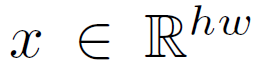 x ∈ ℝ^{hw}